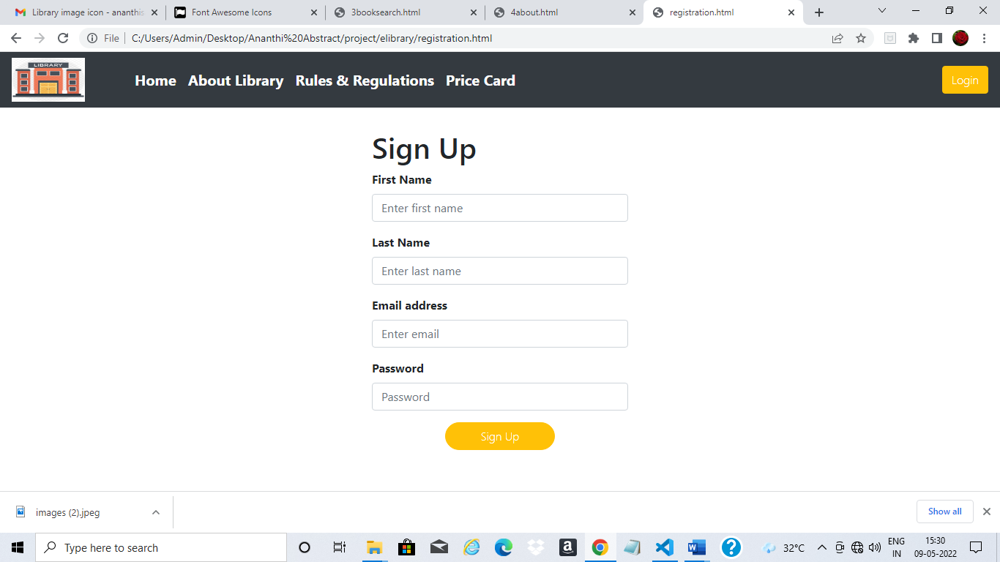 Library image icon - ananthis
Font Awesome Icons
3booksearch.html
4about.html
registration.html
File C:/Users/Admin/Desktop/Ananthi%20Abstract/project/elibrary/registration.html
LIBRARY
Home About Library Rules & Regulations Price Card
Login
Sign Up
First Name
Enter first name
Last Name
Enter last name
Email address
Enter email
Password
Password
Sign Up
images (2).jpeg
Show all
Type here to search
32°C
ENG
IN
15:30
09-05-2022